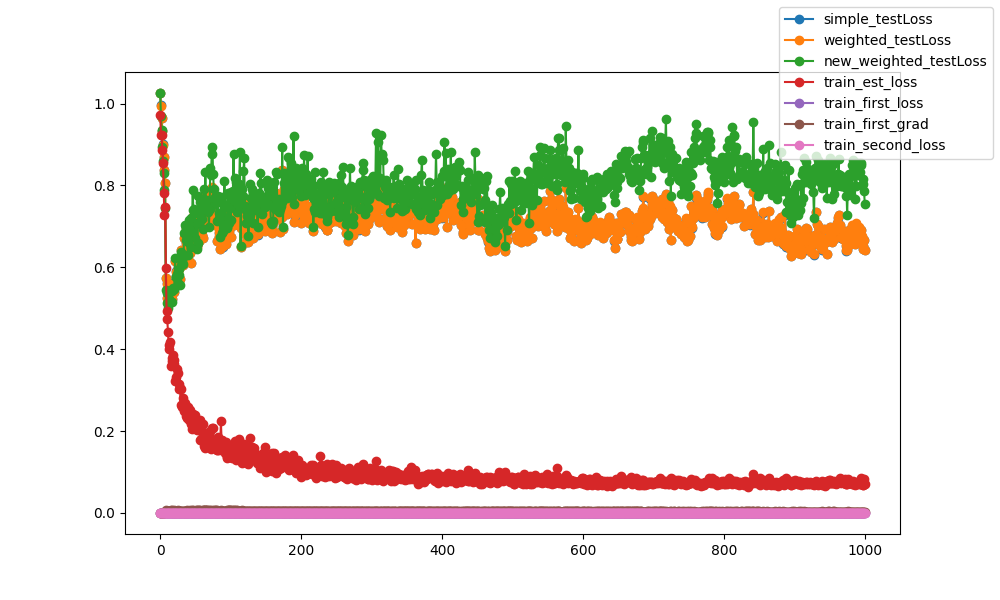 simple_testLoss
weighted_testLoss
new_weighted_testLoss
train_est_loss
train_first_loss
train_first_grad
train_second_loss
1.0
0.8
0.6
0.4
0.2
0.0
0 200 400 600 800 1000